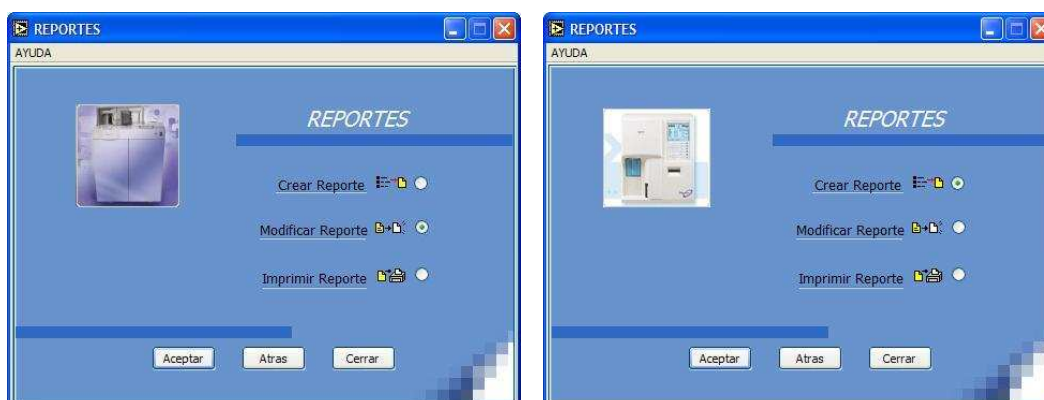 REPORTES
AYUDA
REPORTES
Crear Reporte
Modificar Reporte
Imprimir Reporte
Aceptar Atras Cerrar
REPORTES
AYUDA
REPORTES
Crear Reporte
Modificar Reporte
Imprimir Reporte
Aceptar Atras Cerrar